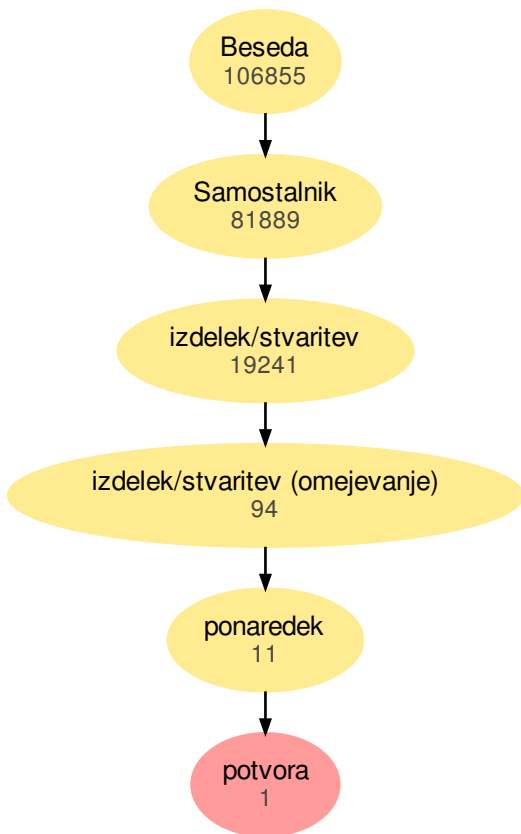 Beseda
106855
Samostalnik
81889
izdelek/stvaritev
19241
izdelek/stvaritev (omejevanje)
94
ponaredek
11
potvora
1